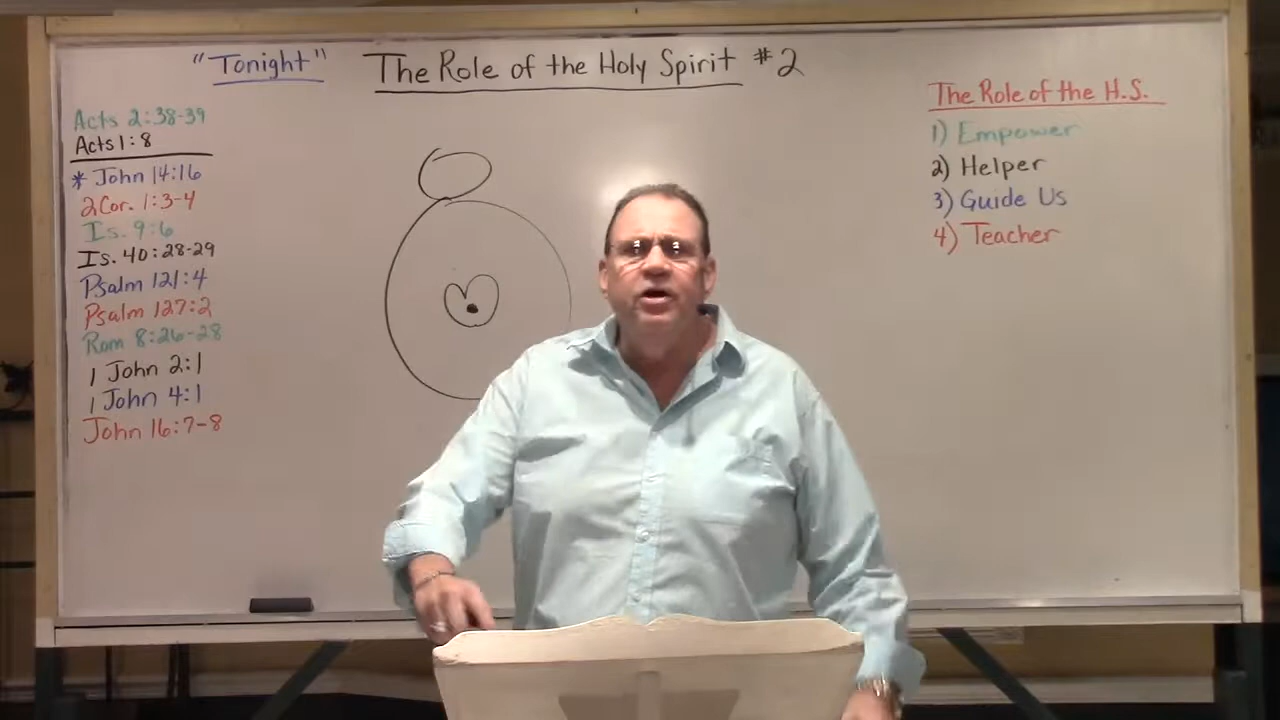 "Tonight" The Role of the Holy Spirit #2
Acts 2:38-39
Acts 1:8
* John 14:16
2 Cor. 1:3-4
Is. 9:6
Is. 40:28-29
Psalm 121:4
Psalm 127:2
Rom 8:26-28
1 John 2:1
1 John 4:1
John 16:7-8
The Role of the H.S.
1) Empower
2) Helper
3) Guide Us
4) Teacher